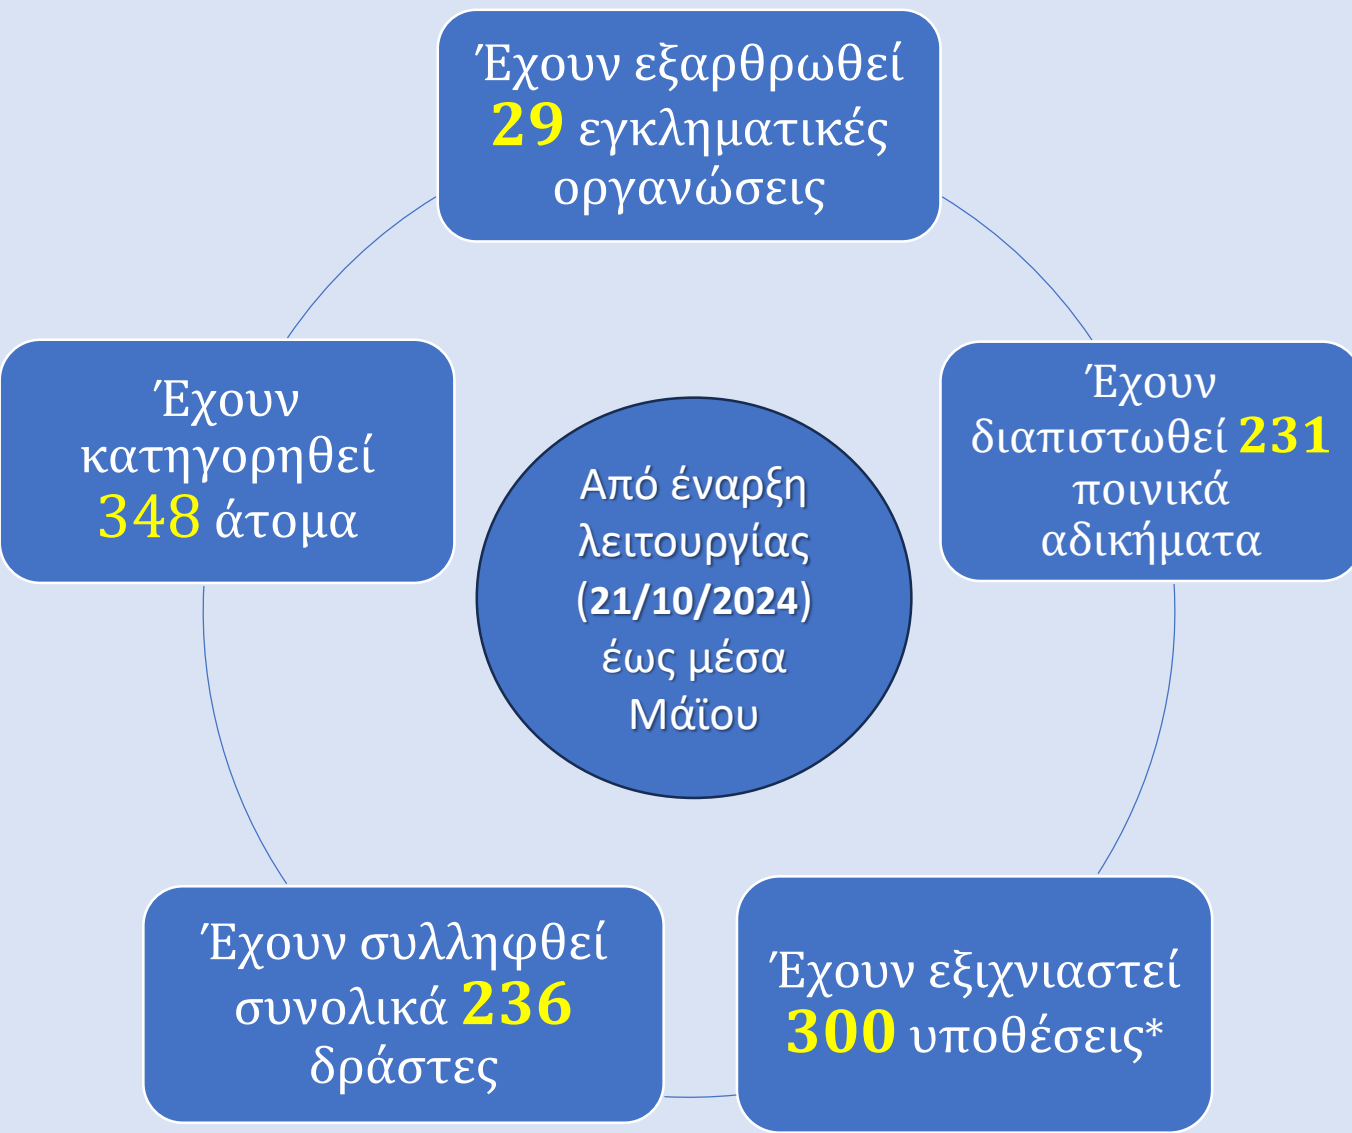 Έχουν εξαρθρωθεί
29 εγκληματικές
οργανώσεις
Έχουν
διαπιστωθεί 231
ποινικά
αδικήματα
Έχουν εξιχνιαστεί
300 υποθέσεις*
Έχουν συλληφθεί
συνολικά 236
δράστες
Έχουν
κατηγορηθεί
348 άτομα
Από έναρξη
λειτουργίας
(21/10/2024)
έως μέσα
Μάϊου